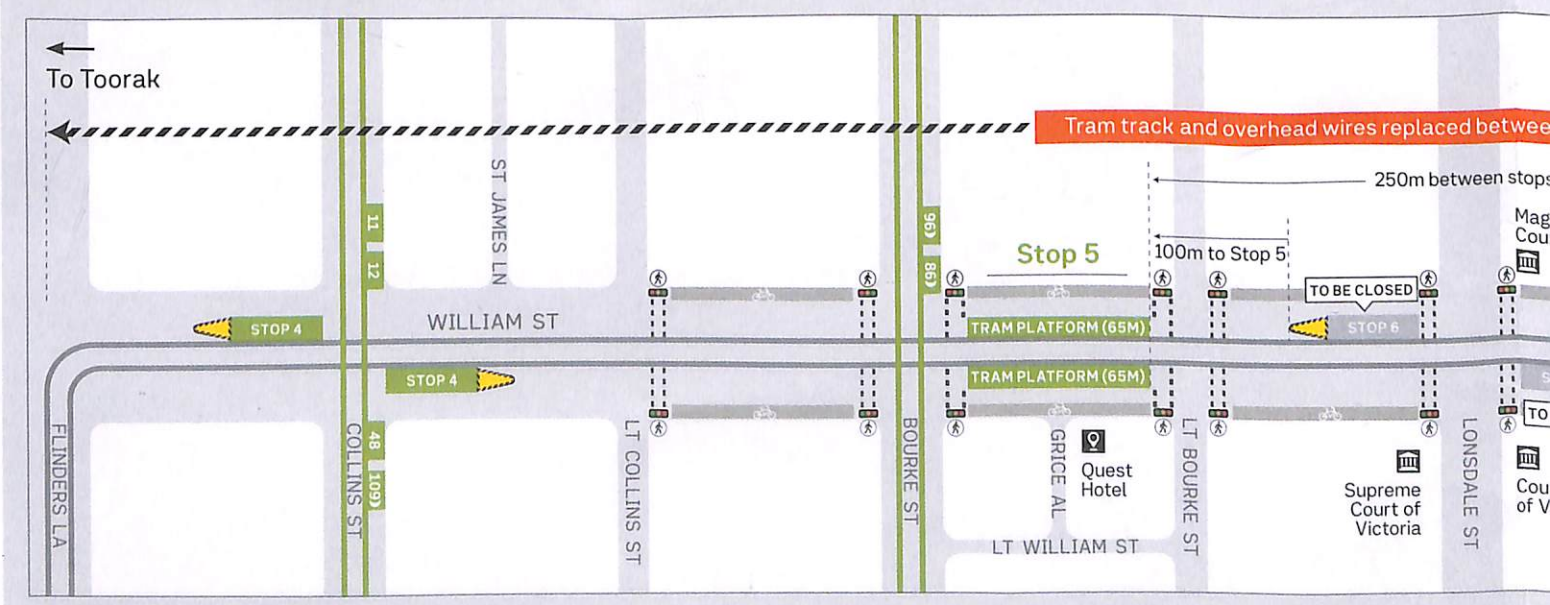 To Toorak
Tram track and overhead wires replaced betwee
250m between stops
ST JAMES LN
11
12
96
86
Stop 5
100m to Stop 5
Mag
Cou
TO BE CLOSED
STOP 4
WILLIAM ST
TRAM PLATFORM (65M)
STOP 6
STOP 4
TRAM PLATFORM (65M)
S
TO
FLINDERS LA
COLLINS ST
48
109
LT COLLINS ST
BOURKE ST
GRICE AL
Quest
Hotel
LT BOURKE ST
Supreme
Court of
Victoria
LONSDALE ST
Cou
of V
LT WILLIAM ST